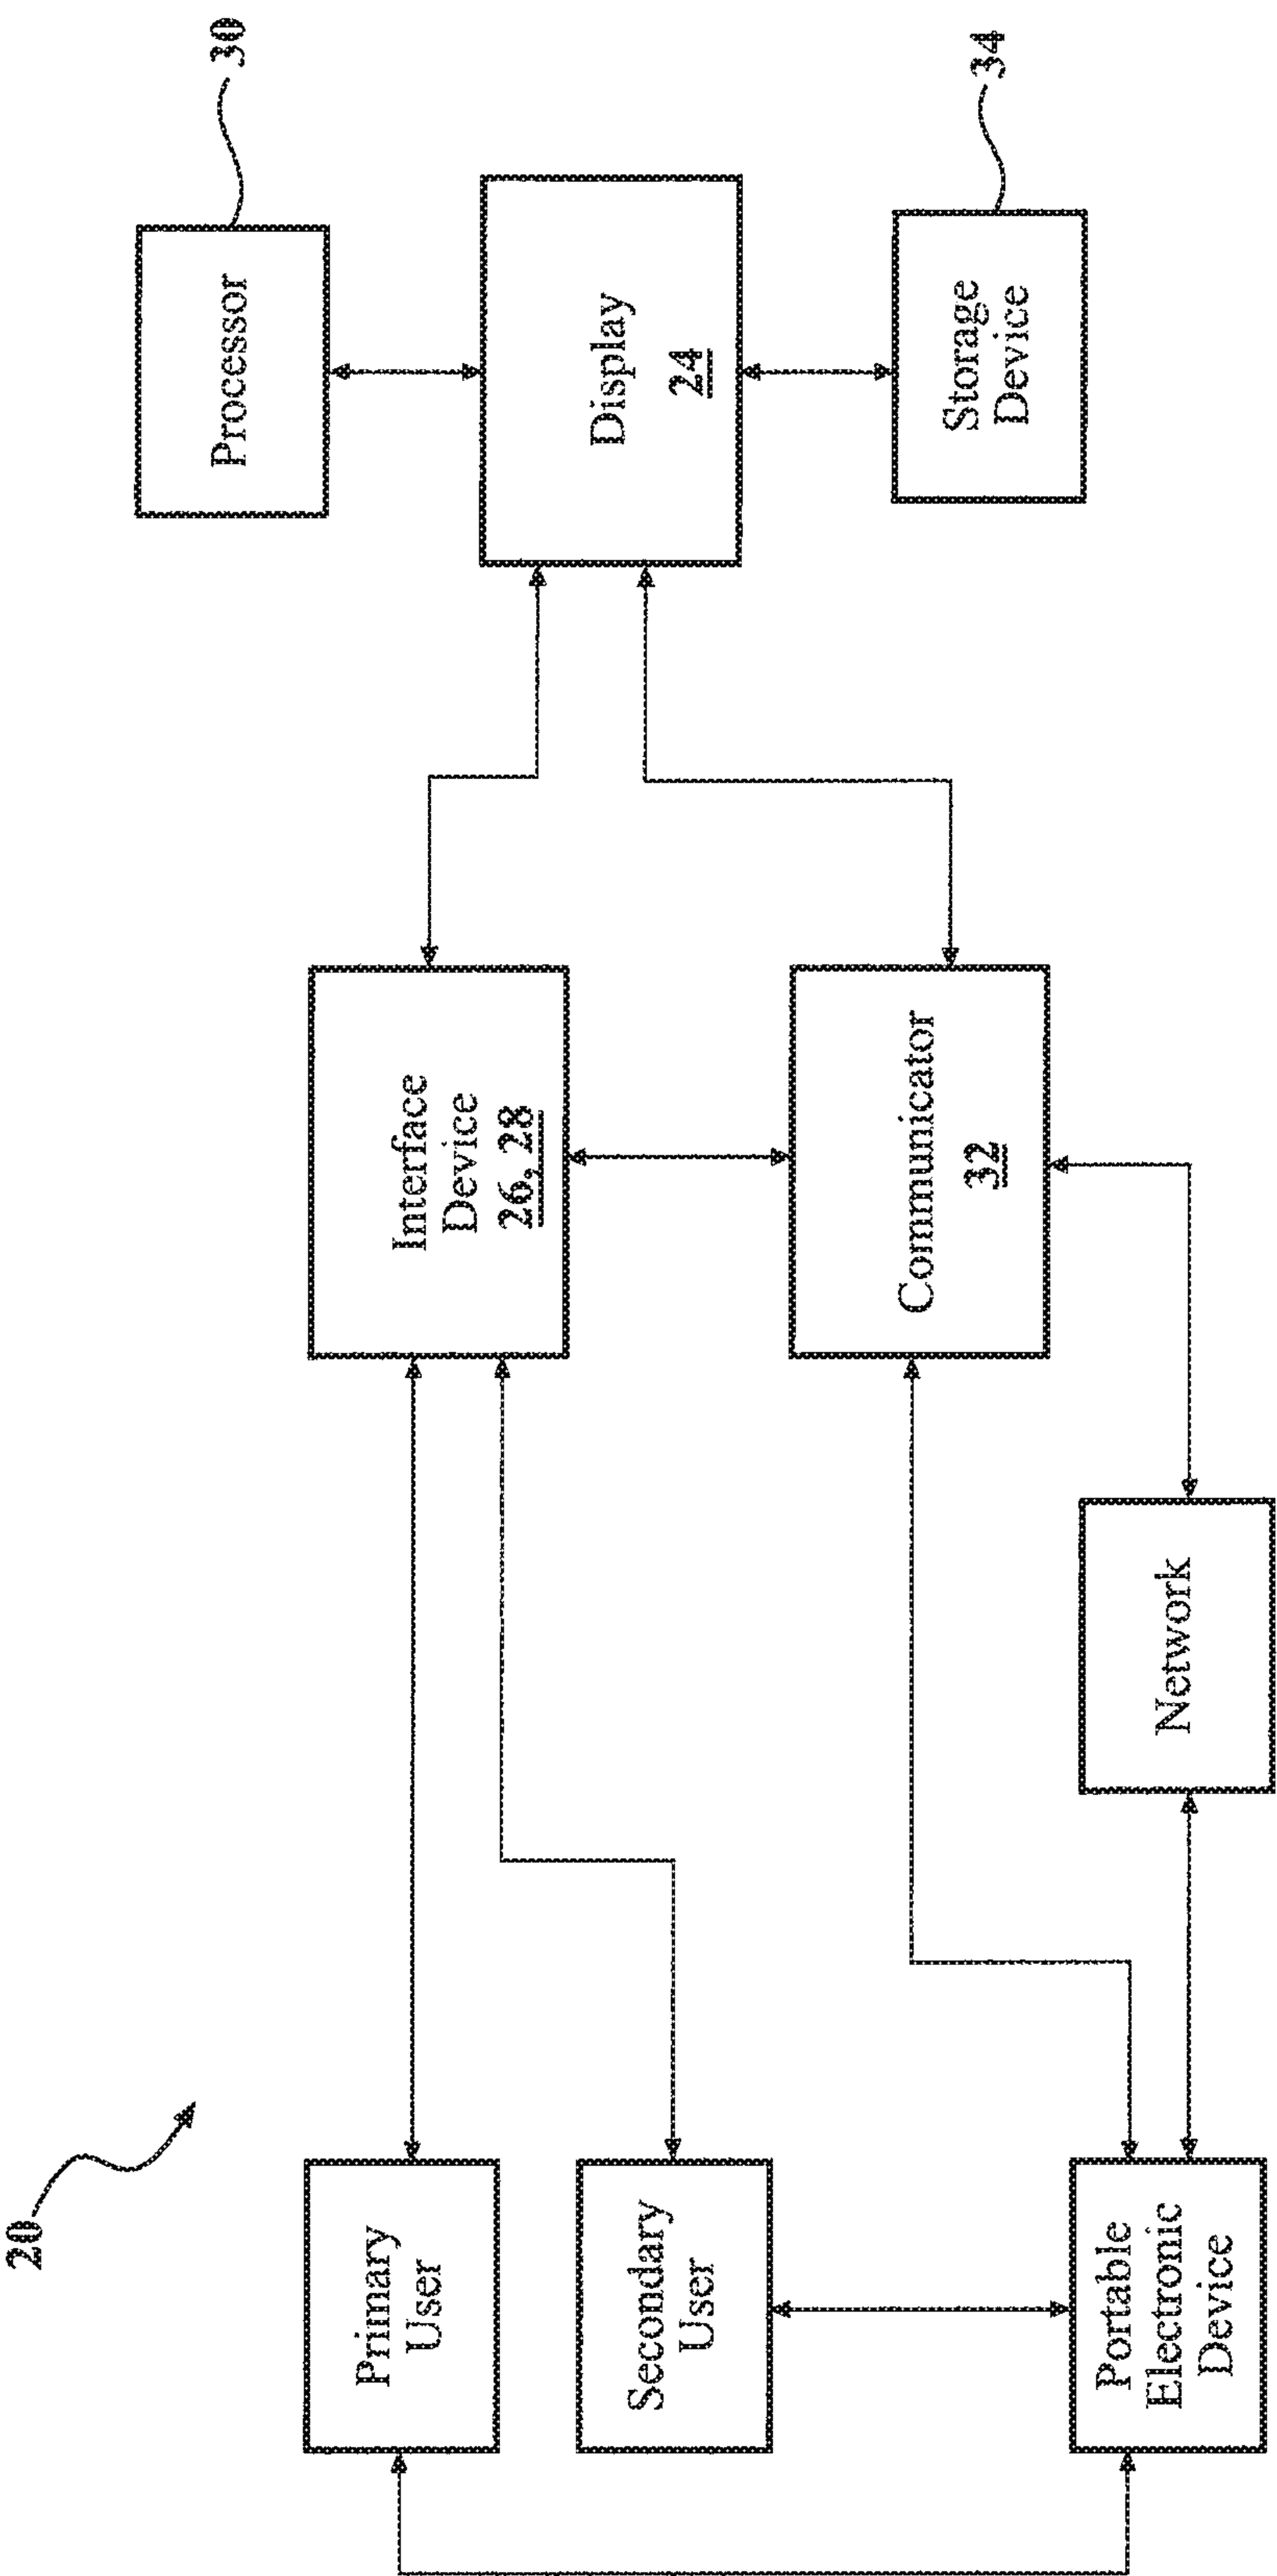 20
Primary
User
Secondary
User
Portable
Electronic
Device
Network
Interface
Device
26, 28
Communicator
32
Processor
30
Display
24
Storage
Device
34